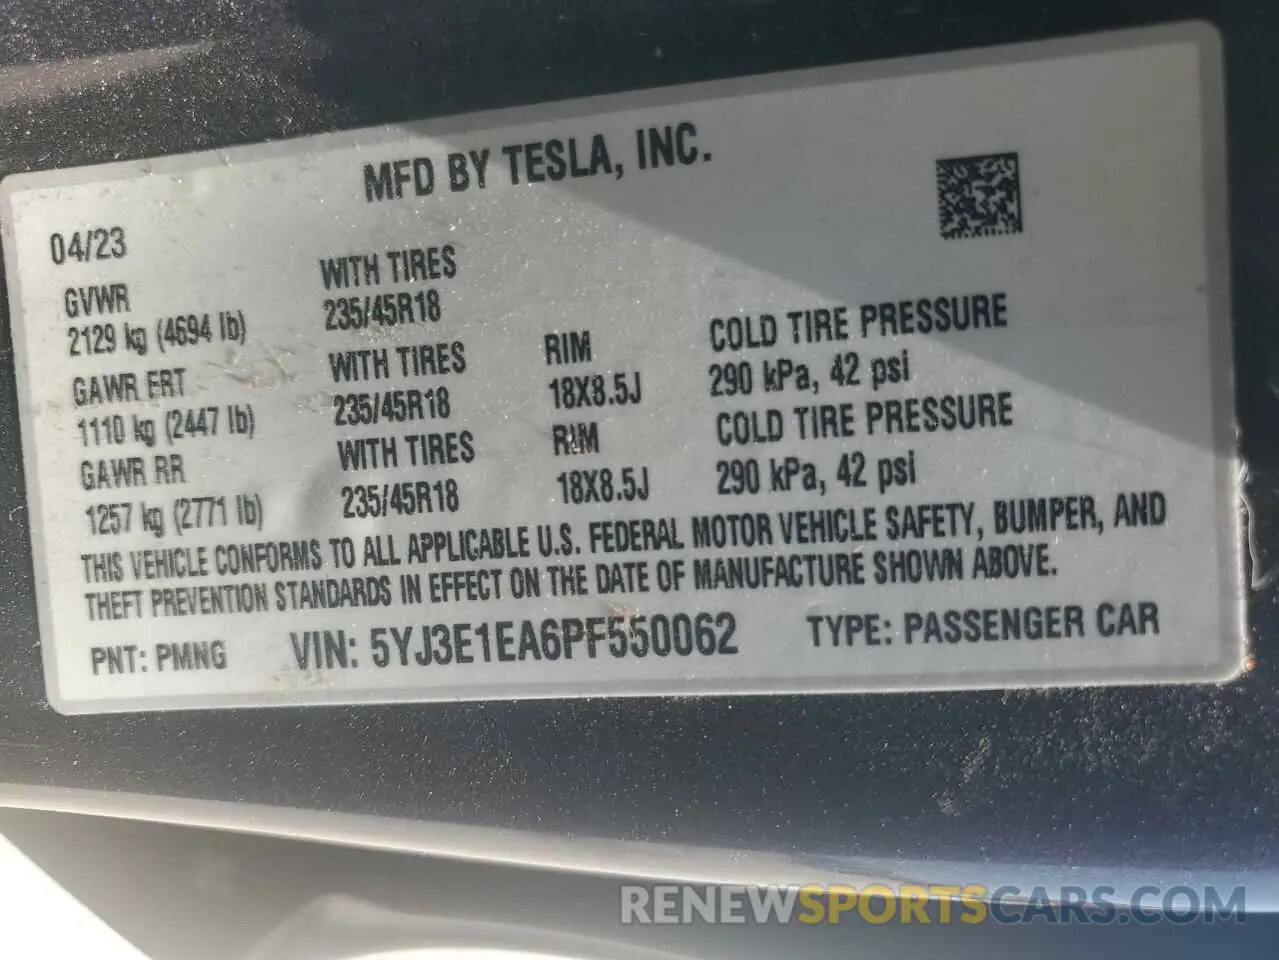 MFD BY TESLA, INC.
04/23
GVWR
2129 kg (4694 lb)
WITH TIRES
235/45R18
GAWR FRT
1110 kg (2447 lb)
WITH TIRES
235/45R18
RIM
18X8.5J
COLD TIRE PRESSURE
290 kPa, 42 psi
GAWR RR
1257 kg (2771 lb)
WITH TIRES
235/45R18
RIM
18X8.5J
COLD TIRE PRESSURE
290 kPa, 42 psi
THIS VEHICLE CONFORMS TO ALL APPLICABLE U.S. FEDERAL MOTOR VEHICLE SAFETY, BUMPER, AND
THEFT PREVENTION STANDARDS IN EFFECT ON THE DATE OF MANUFACTURE SHOWN ABOVE.
PNT: PMNG VIN: 5YJ3E1EA6PF550062 TYPE: PASSENGER CAR
RENEWSPORTSCARS.COM